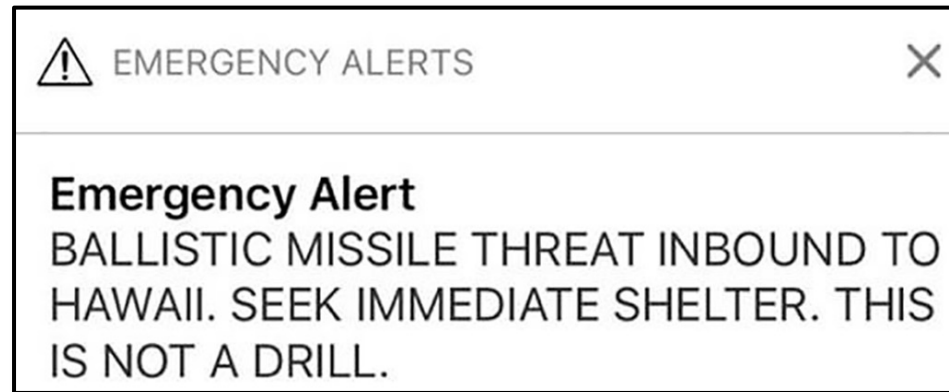 EMERGENCY ALERTS
Emergency Alert
BALLISTIC MISSILE THREAT INBOUND TO
HAWAII. SEEK IMMEDIATE SHELTER. THIS
IS NOT A DRILL.